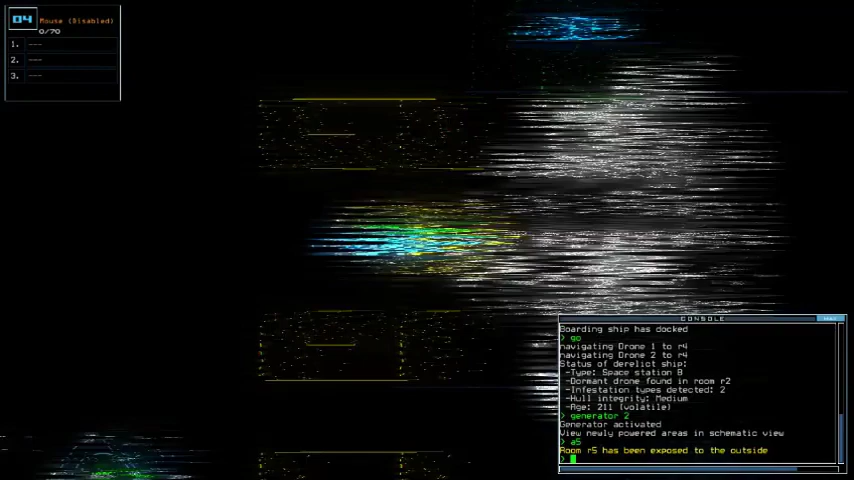 04 Mouse (Disabled)
0/70
1. ---
2. ---
3. ---
CONSOLE
Boarding ship has docked
> go
navigating Drone 1 to r4
navigating Drone 2 to r4
Status of derelict ship:
-Type: Space station B
-Dormant drone found in room r2
-Infestation types detected: 2
-Hull integrity: Medium
-Age: 211 (volatile)
> generator 2
Generator activated
View newly powered areas in schematic view
> a5
Room r5 has been exposed to the outside
>